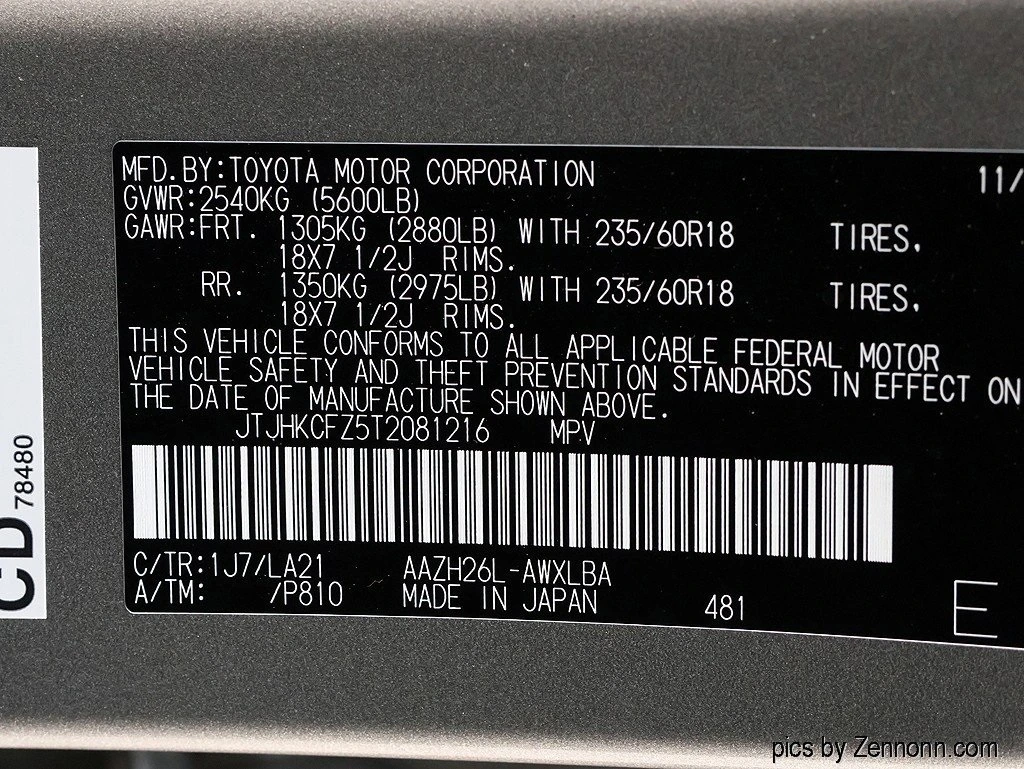 MFD.BY:TOYOTA MOTOR CORPORATION 11/
GVWR:2540KG (5600LB)
GAWR:FRT. 1305KG (2880LB) WITH 235/60R18 TIRES,
18X7 1/2J RIMS.
RR. 1350KG (2975LB) WITH 235/60R18 TIRES,
18X7 1/2J RIMS.
THIS VEHICLE CONFORMS TO ALL APPLICABLE FEDERAL MOTOR
VEHICLE SAFETY AND THEFT PREVENTION STANDARDS IN EFFECT ON
THE DATE OF MANUFACTURE SHOWN ABOVE.
JTJHKCFZ5T2081216 MPV
C/TR:1J7/LA21 AAZH26L-AWXLBA
A/TM: /P810 MADE IN JAPAN 481 E
CD 78480
pics by Zennonn.com